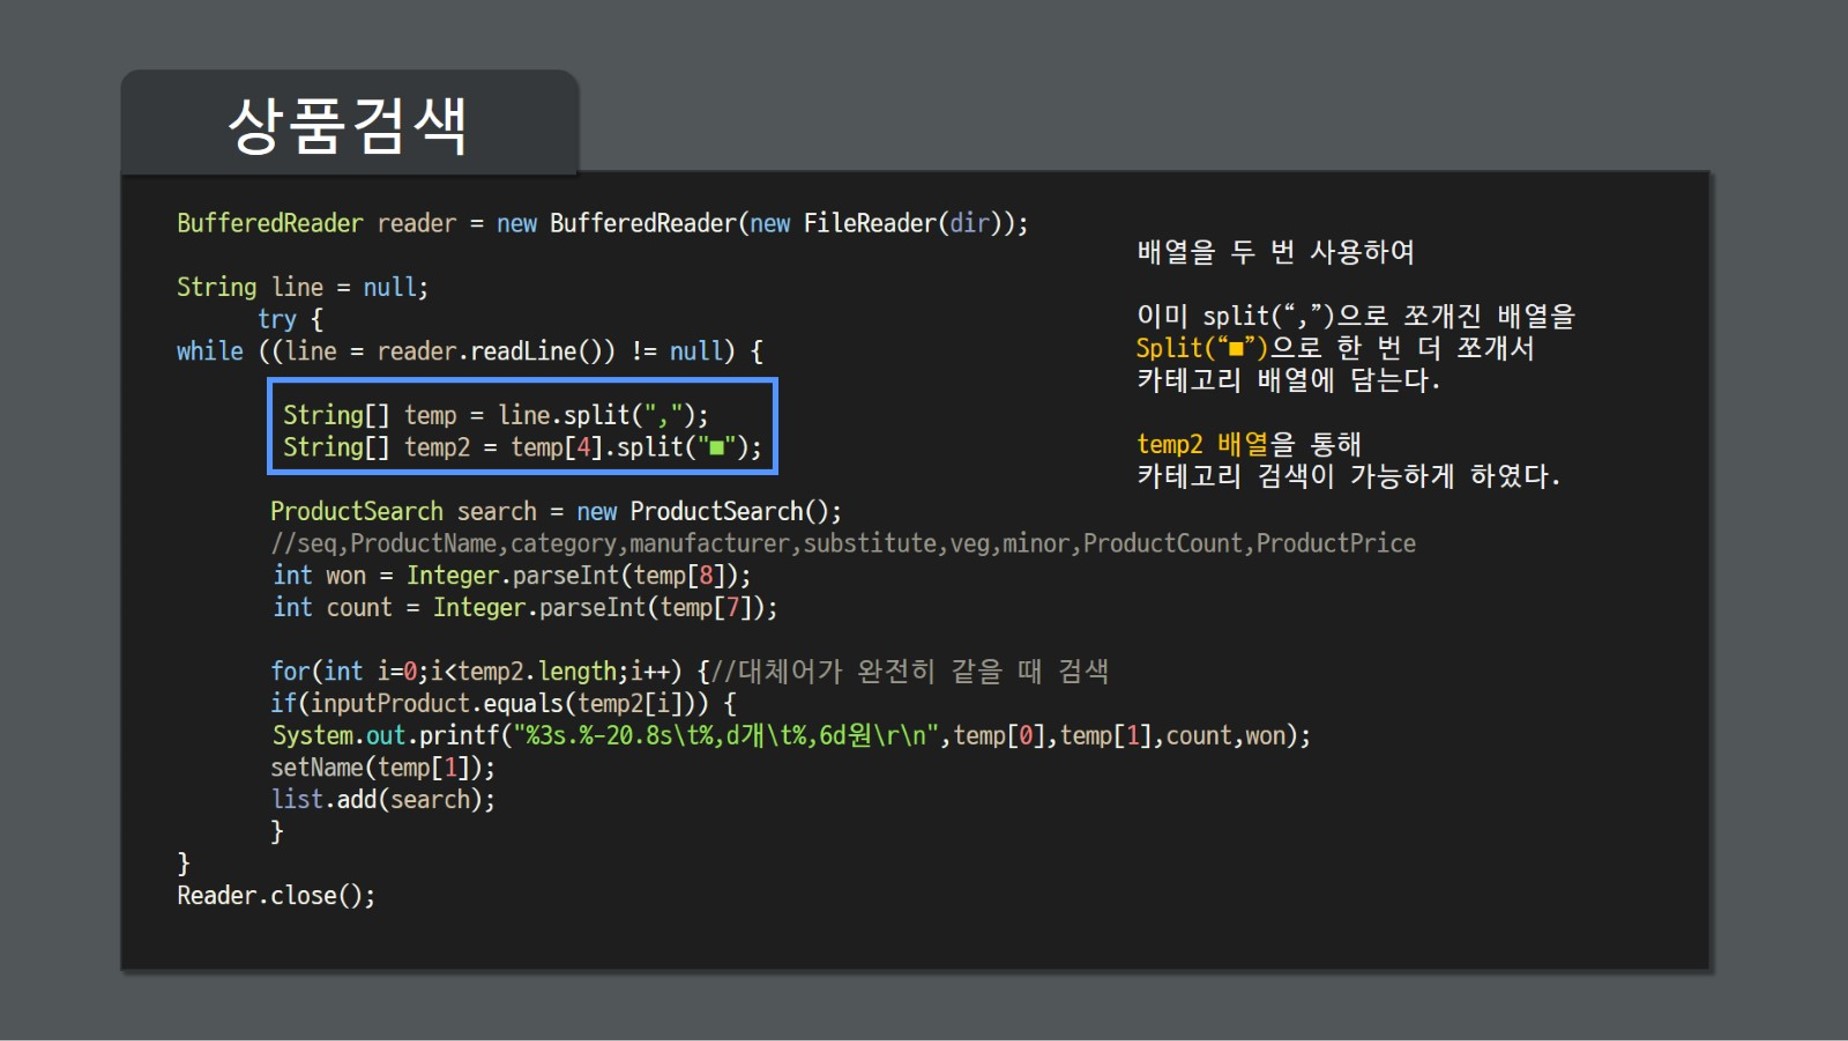 상품검색
BufferedReader reader = new BufferedReader(new FileReader(dir));
String line = null;
try {
while ((line = reader.readLine()) != null) {
String[] temp = line.split(",");
String[] temp2 = temp[4].split("■");
ProductSearch search = new ProductSearch();
//seq,ProductName,category,manufacturer,substitute,veg,minor,ProductCount,ProductPrice
int won = Integer.parseInt(temp[8]);
int count = Integer.parseInt(temp[7]);
for(int i=0;i<temp2.length;i++) {//대체어가 완전히 같을 때 검색
if(inputProduct.equals(temp2[i])) {
System.out.printf("%3s.%-20.8s\t%,d개\t%,6d원\r\n",temp[0],temp[1],count,won);
setName(temp[1]);
list.add(search);
}
}
Reader.close();
배열을 두 번 사용하여
이미 split(“,”)으로 쪼개진 배열을
Split(“■”)으로 한 번 더 쪼개서
카테고리 배열에 담는다.
temp2 배열을 통해
카테고리 검색이 가능하게 하였다.